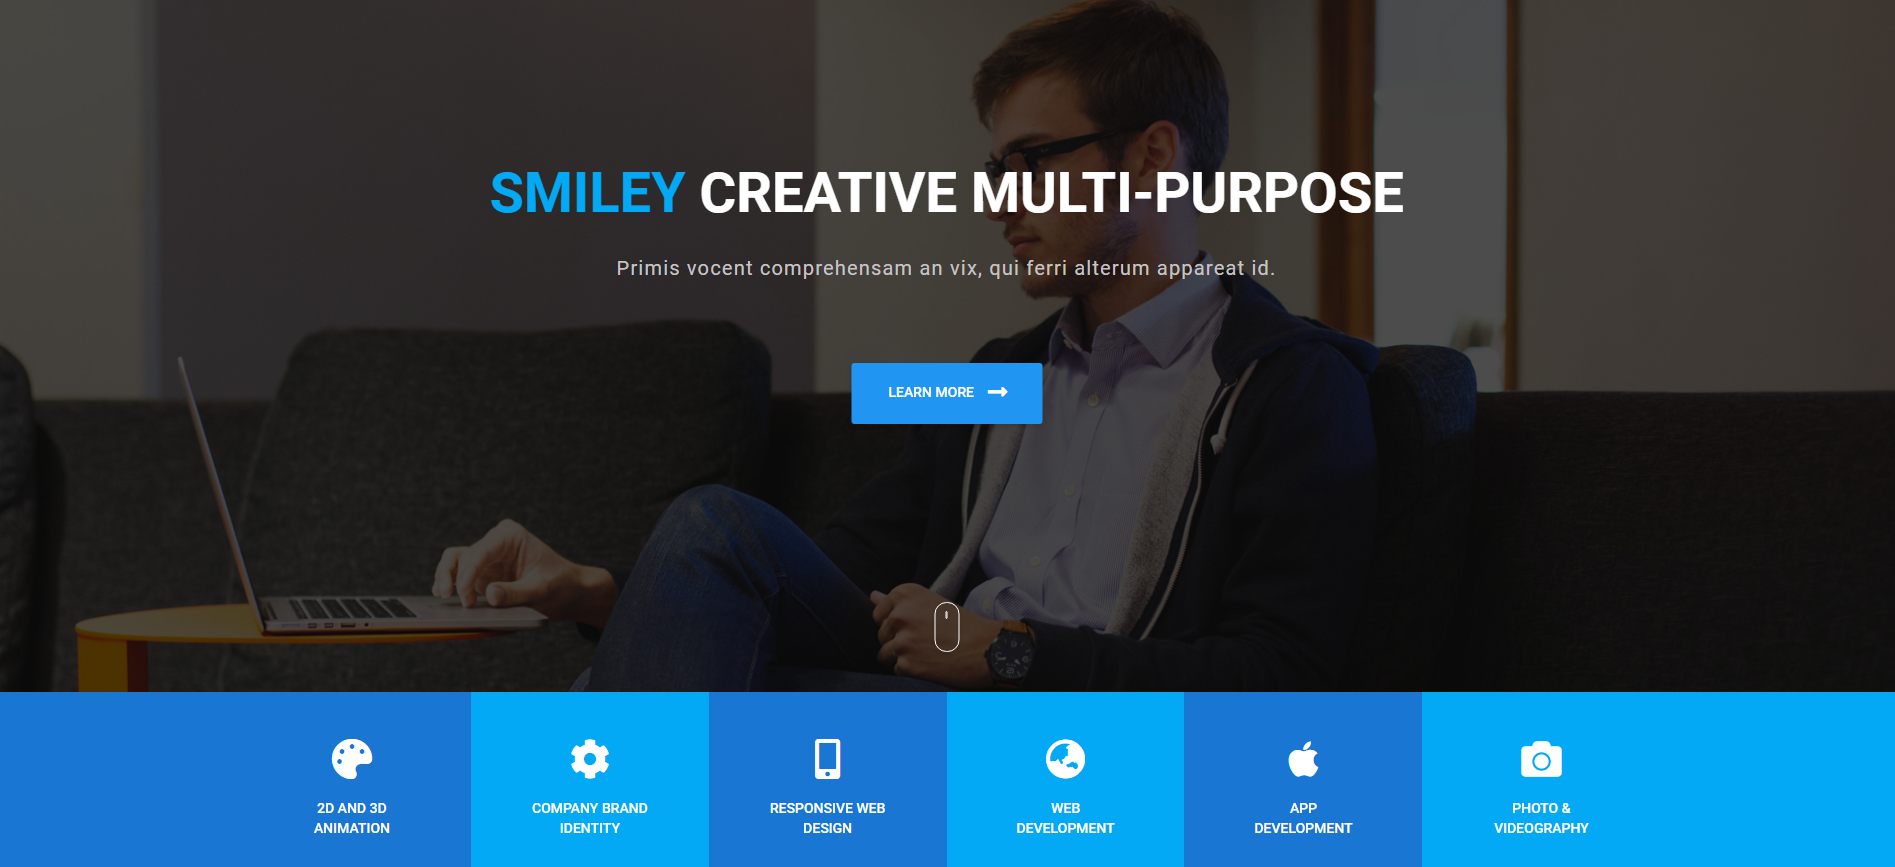 SMILEY CREATIVE MULTI-PURPOSE
Primis vocent comprehensam an vix, qui ferri alterum appareat id.
LEARN MORE
2D AND 3D
ANIMATION
COMPANY BRAND
IDENTITY
RESPONSIVE WEB
DESIGN
WEB
DEVELOPMENT
APP
DEVELOPMENT
PHOTO &
VIDEOGRAPHY